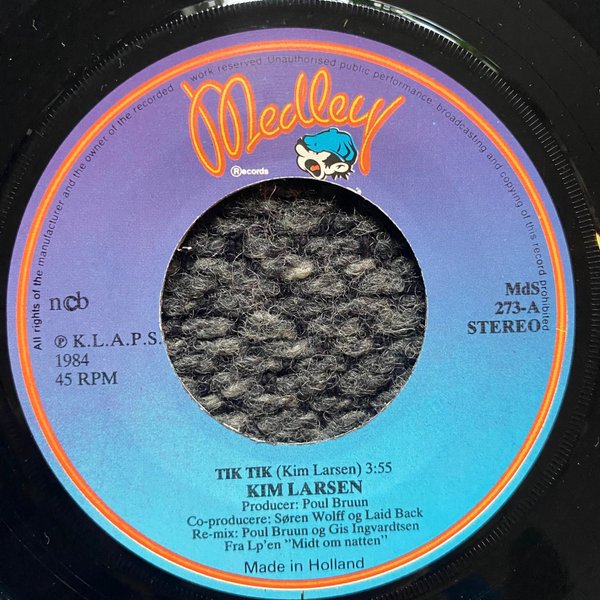 All rights of the manufacturer and the owner of the recorded work reserved. Unauthorised public performance, broadcasting and copying of this record prohibited
Medley
Records
ncb
MdS
273-A
STEREO
Ⓟ K.L.A.P.S.
1984
45 RPM
TIK TIK (Kim Larsen) 3:55
KIM LARSEN
Producer: Poul Bruun
Co-producere: Søren Wolff og Laid Back
Re-mix: Poul Bruun og Gis Ingvardtsen
Fra Lp'en "Midt om natten"
Made in Holland